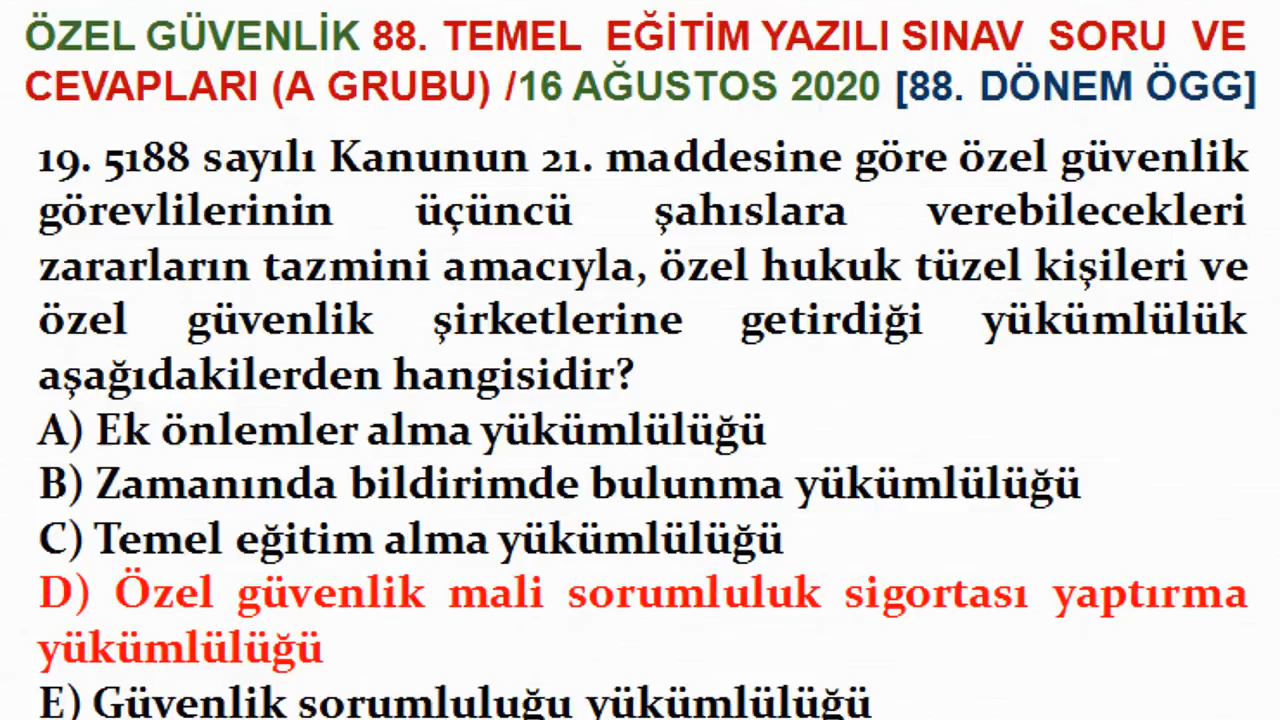 ÖZEL GÜVENLİK 88. TEMEL EĞİTİM YAZILI SINAV SORU VE
CEVAPLARI (A GRUBU) /16 AĞUSTOS 2020 [88. DÖNEM ÖGG]
19. 5188 sayılı Kanunun 21. maddesine göre özel güvenlik
görevlilerinin üçüncü şahıslara verebilecekleri
zararların tazmini amacıyla, özel hukuk tüzel kişileri ve
özel güvenlik şirketlerine getirdiği yükümlülük
aşağıdakilerden hangisidir?
A) Ek önlemler alma yükümlülüğü
B) Zamanında bildirimde bulunma yükümlülüğü
C) Temel eğitim alma yükümlülüğü
D) Özel güvenlik mali sorumluluk sigortası yaptırma
yükümlülüğü
E) Güvenlik sorumluluğu yükümlülüğü